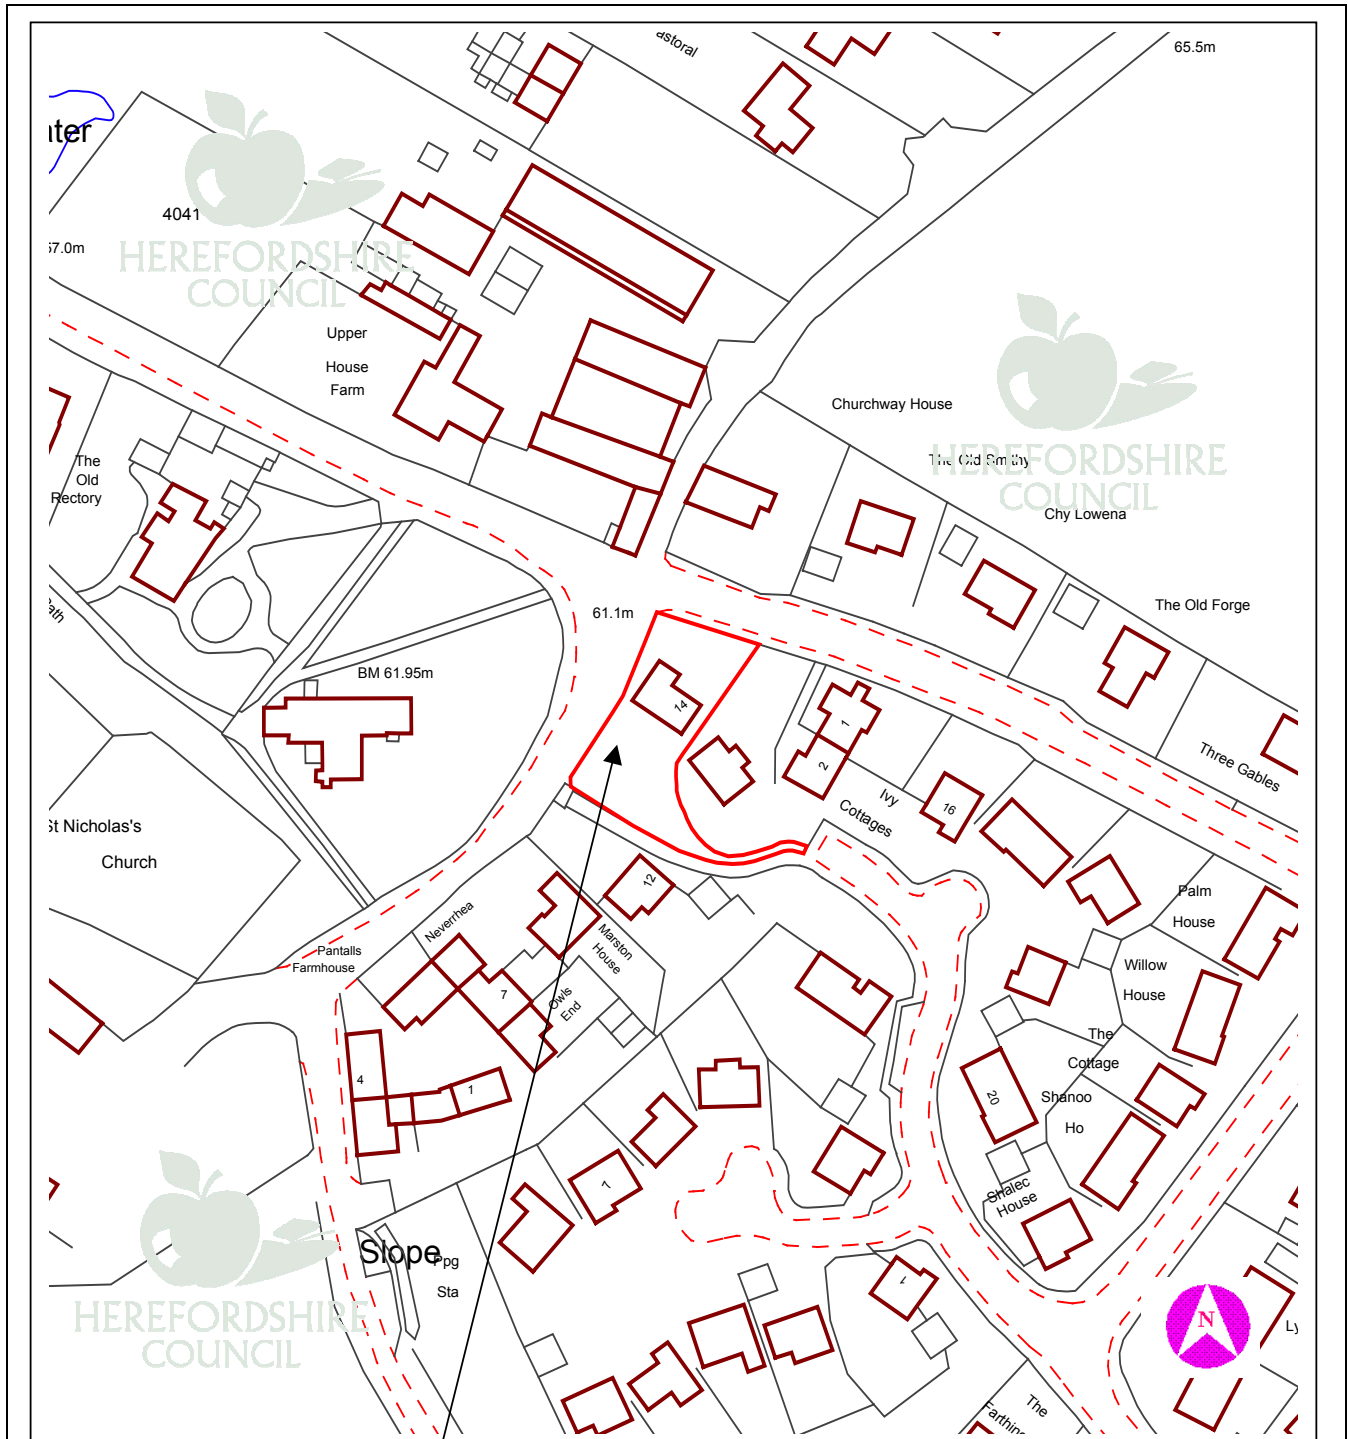 astoral
65.5m
ater
HEREFORDSHIRE
COUNCIL
4041
57.0m
Upper
House
Farm
HEREFORDSHIRE
COUNCIL
Churchway House
The Old Smithy
Chy Lowena
The Old Forge
The
Old
Rectory
Path
61.1m
BM 61.95m
14
1
2
Ivy
Cottages
16
Three Gables
St Nicholas's
Church
12
Palm
House
Neverrhea
Marston
House
Pantalls
Farmhouse
Willow
House
7
Owls
End
The
Cottage
4
1
20
Shanoo
Ho
7
Shalec
House
Slope
Ppg
Sta
HEREFORDSHIRE
COUNCIL
1
N
Ly
The
Farthing